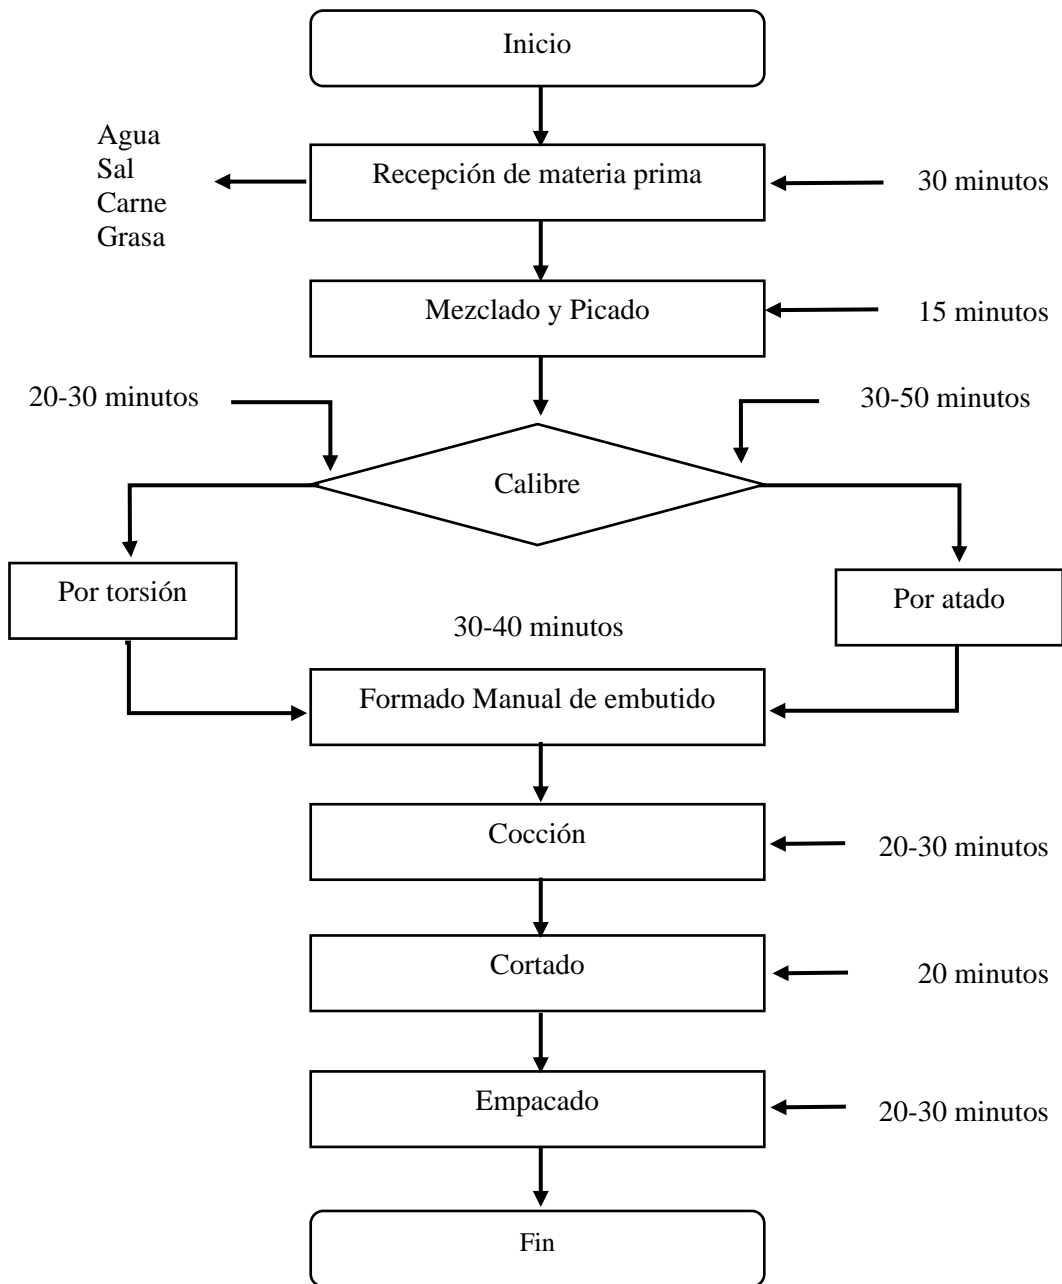 Inicio
Agua
Sal
Carne
Grasa
Recepción de materia prima
30 minutos
Mezclado y Picado
15 minutos
20-30 minutos
30-50 minutos
Calibre
Por torsión
Por atado
30-40 minutos
Formado Manual de embutido
Cocción
20-30 minutos
Cortado
20 minutos
Empacado
20-30 minutos
Fin